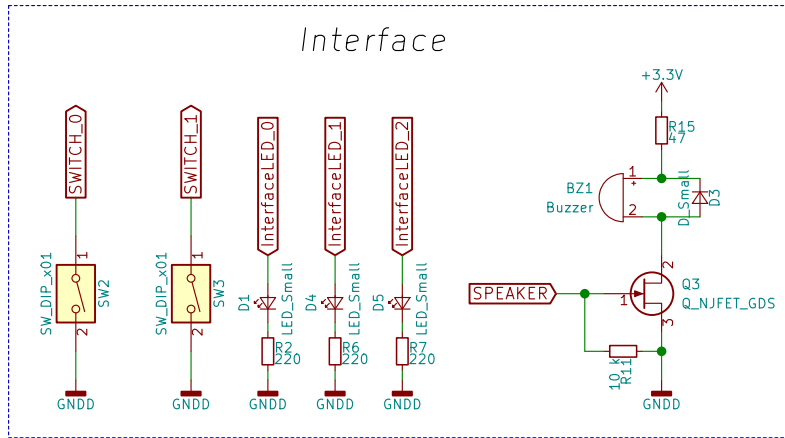 Interface
SWITCH_0
1
SW_DIP_x01
SW2
2
GNDD
SWITCH_1
1
SW_DIP_x01
SW3
2
GNDD
InterfaceLED_0
D1
LED_Small
R2
220
GNDD
InterfaceLED_1
D4
LED_Small
R6
220
GNDD
InterfaceLED_2
D5
LED_Small
R7
220
GNDD
+3.3V
R15
47
BZ1
Buzzer
1
+
2
D_Small
D3
SPEAKER
2
1
3
Q3
Q_NJFET_GDS
10 k
R11
GNDD